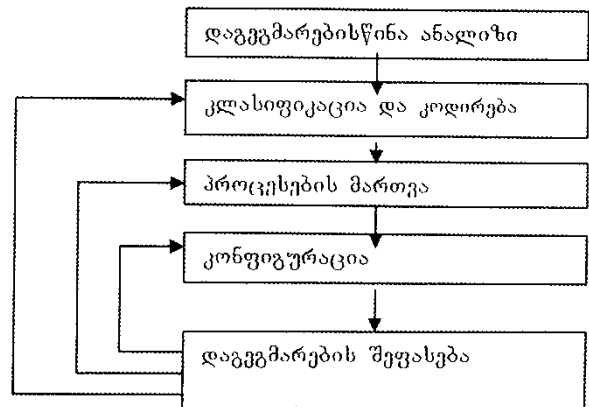 დაგეგმარებისწინა ანალიზი
კლასიფიკაცია და კოდირება
პროცესების მართვა
კონფიგურაცია
დაგეგმარების შეფასება